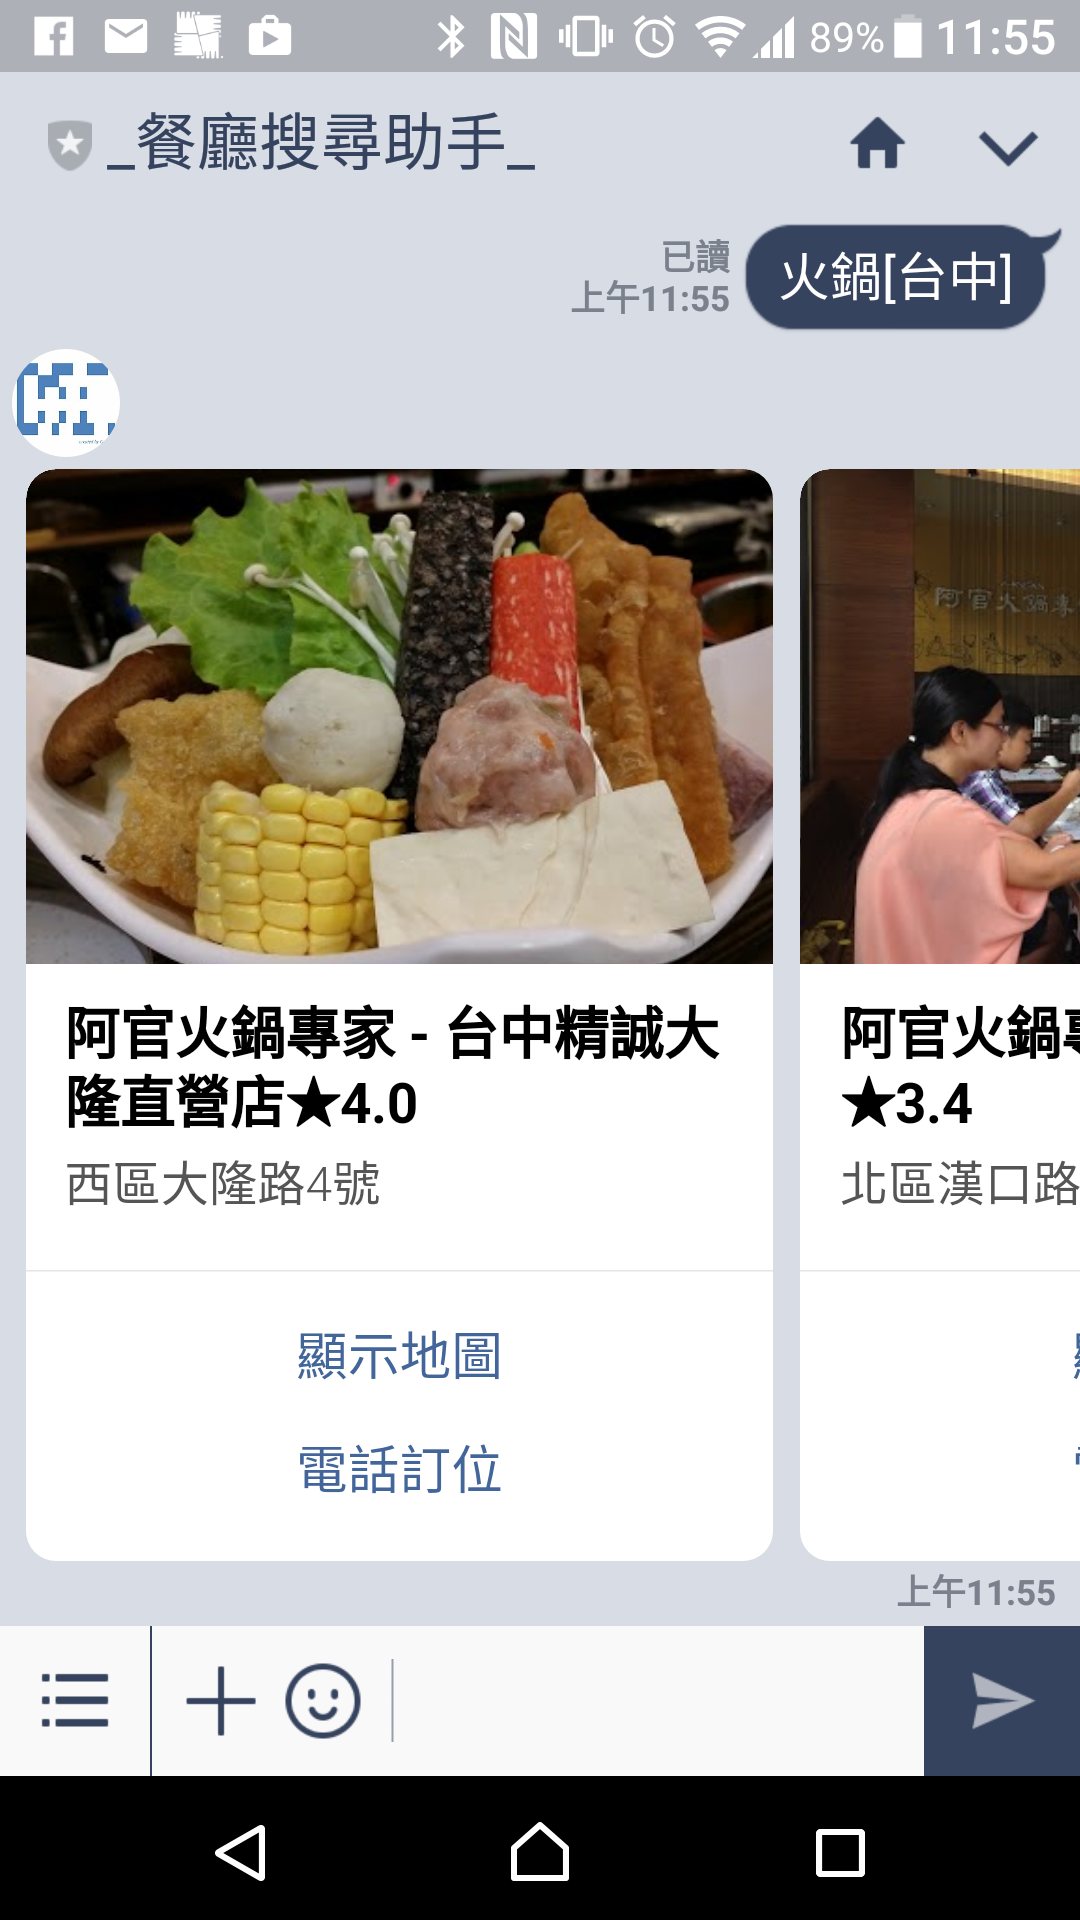 89% 11:55
_餐廳搜尋助手_
已讀
上午11:55
火鍋[台中]
阿官火鍋專
阿官火鍋專家 - 台中精誠大
隆直營店★4.0
西區大隆路4號
顯示地圖
電話訂位
阿官火鍋專
★3.4
北區漢口路
上午11:55